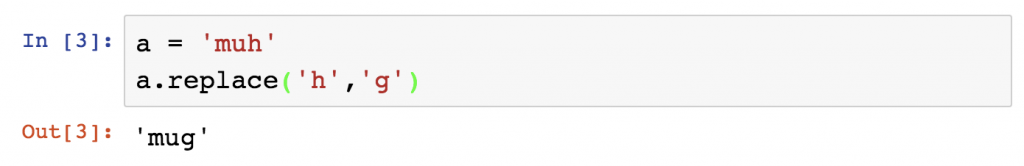 In [3]: a = 'muh'
a.replace('h','g')
Out[3]: 'mug'